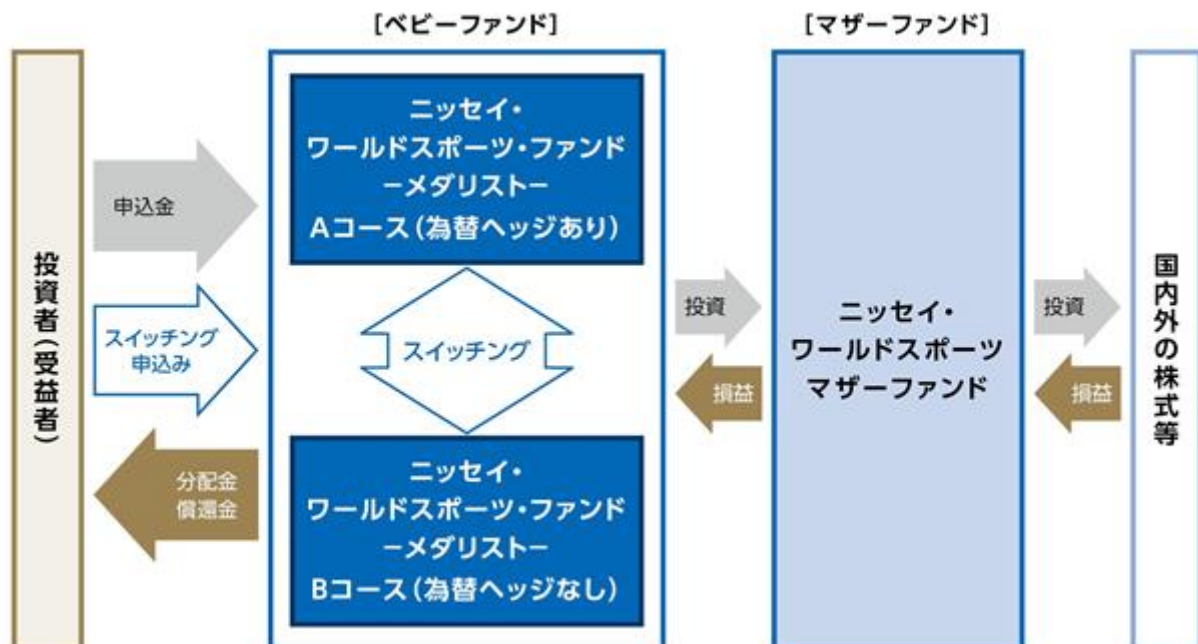 [ベビーファンド]
[マザーファンド]
投資者(受益者)
申込金
スイッチング
申込み
分配金
償還金
ニッセイ・
ワールドスポーツ・ファンド
−メダリスト−
Aコース(為替ヘッジあり)
スイッチング
ニッセイ・
ワールドスポーツ・ファンド
−メダリスト−
Bコース(為替ヘッジなし)
投資
損益
ニッセイ・
ワールドスポーツ
マザーファンド
投資
損益
国内外の株式等